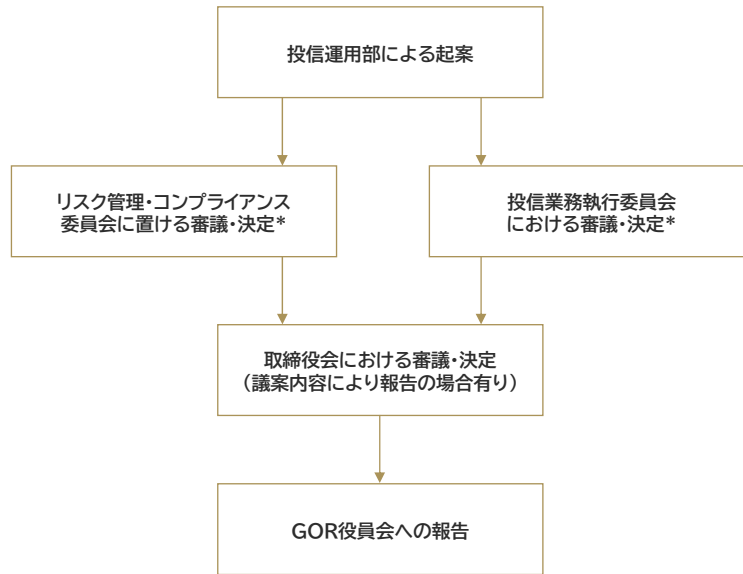 投信運用部による起案
リスク管理・コンプライアンス
委員会に置ける審議・決定*
投信業務執行委員会
における審議・決定*
取締役会における審議・決定
（議案内容により報告の場合有り）
GOR役員会への報告